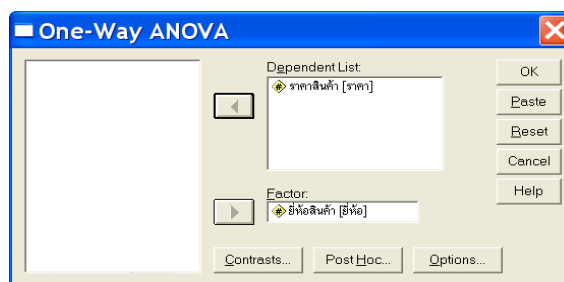 One-Way ANOVA
Dependent List:
ราคาสินค้า [ราคา]
OK
Paste
Reset
Cancel
Help
Factor:
ยี่ห้อสินค้า [ยี่ห้อ]
Contrasts...
Post Hoc...
Options...